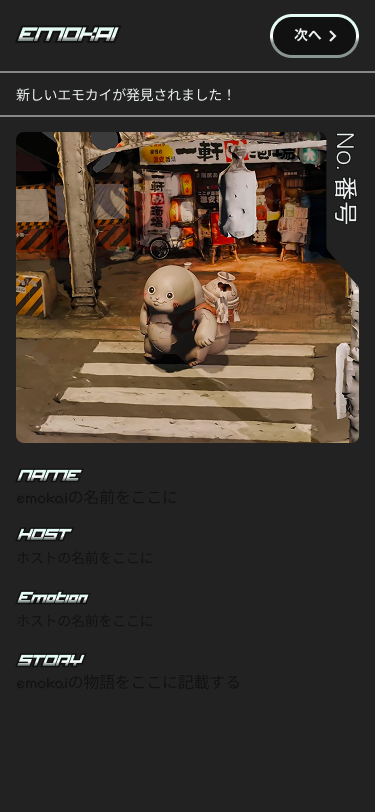 EMOKAI
次へ
新しいエモカイが発見されました！
No. 番号
一軒
NAME
emokaiの名前をここに
HOST
ホストの名前をここに
Emotion
ホストの名前をここに
STORY
emokaiの物語をここに記載する